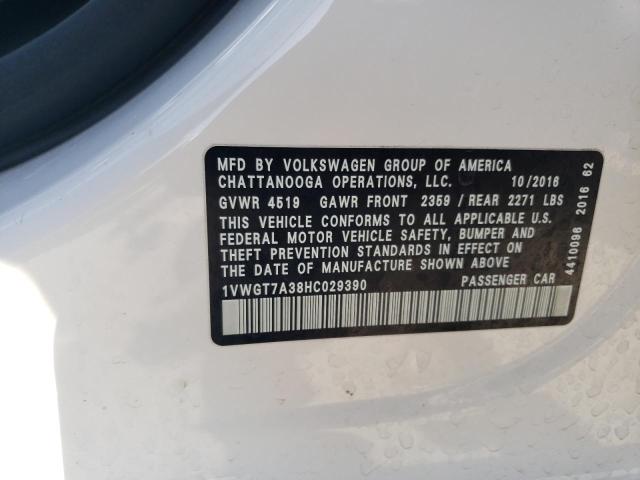 MFD BY VOLKSWAGEN GROUP OF AMERICA
CHATTANOOGA OPERATIONS, LLC. 10/2016
GVWR 4519 GAWR FRONT 2359 / REAR 2271 LBS
THIS VEHICLE CONFORMS TO ALL APPLICABLE U.S.
FEDERAL MOTOR VEHICLE SAFETY, BUMPER AND
THEFT PREVENTION STANDARDS IN EFFECT ON
THE DATE OF MANUFACTURE SHOWN ABOVE
1VWGT7A38HC029390 PASSENGER CAR
4410096 2016 62